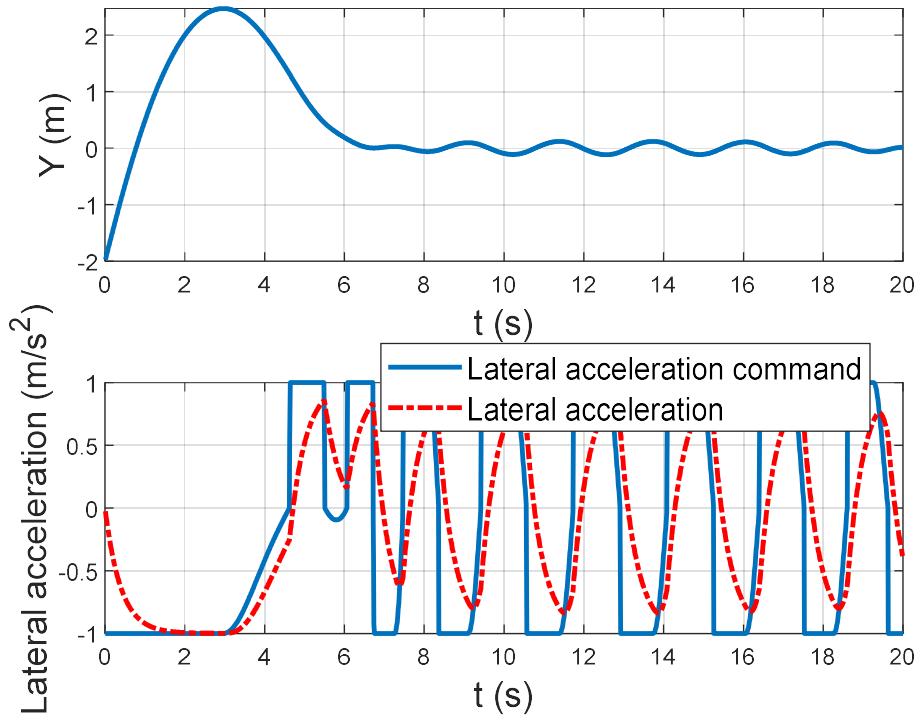 Y (m)
2
1
0
-1
-2
0 2 4 6 8 10 12 14 16 18 20
t (s)
Lateral acceleration (m/s²)
Lateral acceleration command
Lateral acceleration
1
0.5
0
-0.5
-1
0 2 4 6 8 10 12 14 16 18 20
t (s)